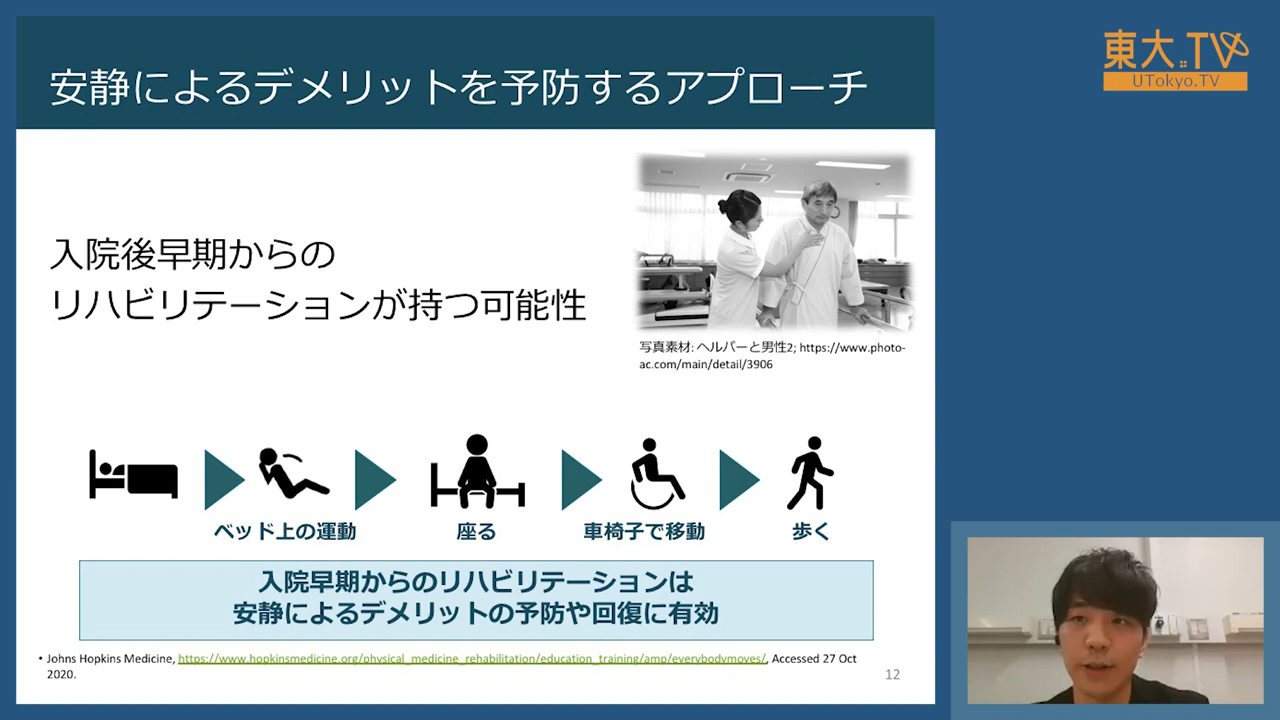 安静によるデメリットを予防するアプローチ
東大TV
UTokyo.TV
入院後早期からの
リハビリテーションが持つ可能性
写真素材: ヘルパーと男性2; https://www.photo-
ac.com/main/detail/3906
ベッド上の運動
座る
車椅子で移動
歩く
入院早期からのリハビリテーションは
安静によるデメリットの予防や回復に有効
• Johns Hopkins Medicine, https://www.hopkinsmedicine.org/physical_medicine_rehabilitation/education_training/amp/everybodymoves/, Accessed 27 Oct
2020.
12